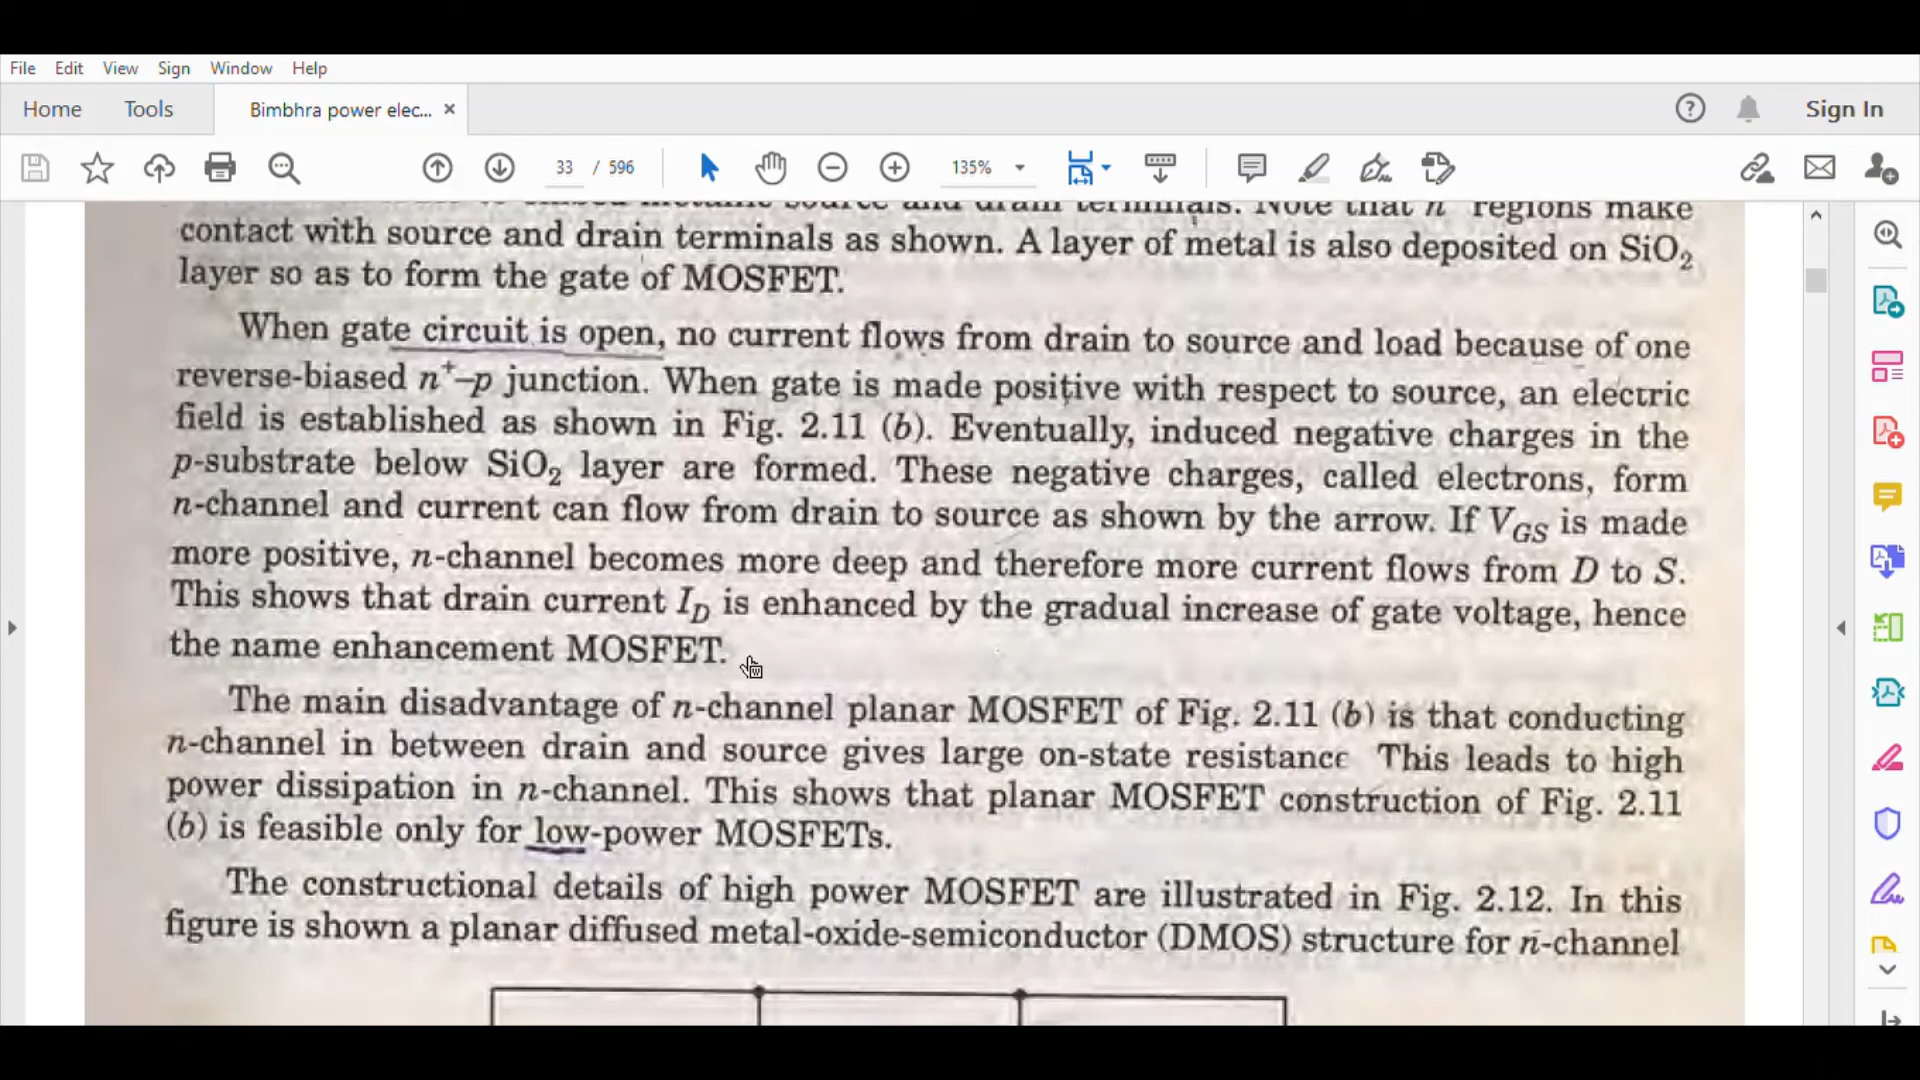 File Edit View Sign Window Help
Home Tools Bimbhra power elec... × Sign In
33 / 596 135%
source and drain terminals. Note that n regions make
contact with source and drain terminals as shown. A layer of metal is also deposited on SiO2
layer so as to form the gate of MOSFET.
When gate circuit is open, no current flows from drain to source and load because of one
reverse-biased n+–p junction. When gate is made positive with respect to source, an electric
field is established as shown in Fig. 2.11 (b). Eventually, induced negative charges in the
p-substrate below SiO2 layer are formed. These negative charges, called electrons, form
n-channel and current can flow from drain to source as shown by the arrow. If VGS is made
more positive, n-channel becomes more deep and therefore more current flows from D to S.
This shows that drain current ID is enhanced by the gradual increase of gate voltage, hence
the name enhancement MOSFET.
The main disadvantage of n-channel planar MOSFET of Fig. 2.11 (b) is that conducting
n-channel in between drain and source gives large on-state resistance This leads to high
power dissipation in n-channel. This shows that planar MOSFET construction of Fig. 2.11
(b) is feasible only for low-power MOSFETs.
The constructional details of high power MOSFET are illustrated in Fig. 2.12. In this
figure is shown a planar diffused metal-oxide-semiconductor (DMOS) structure for n-channel